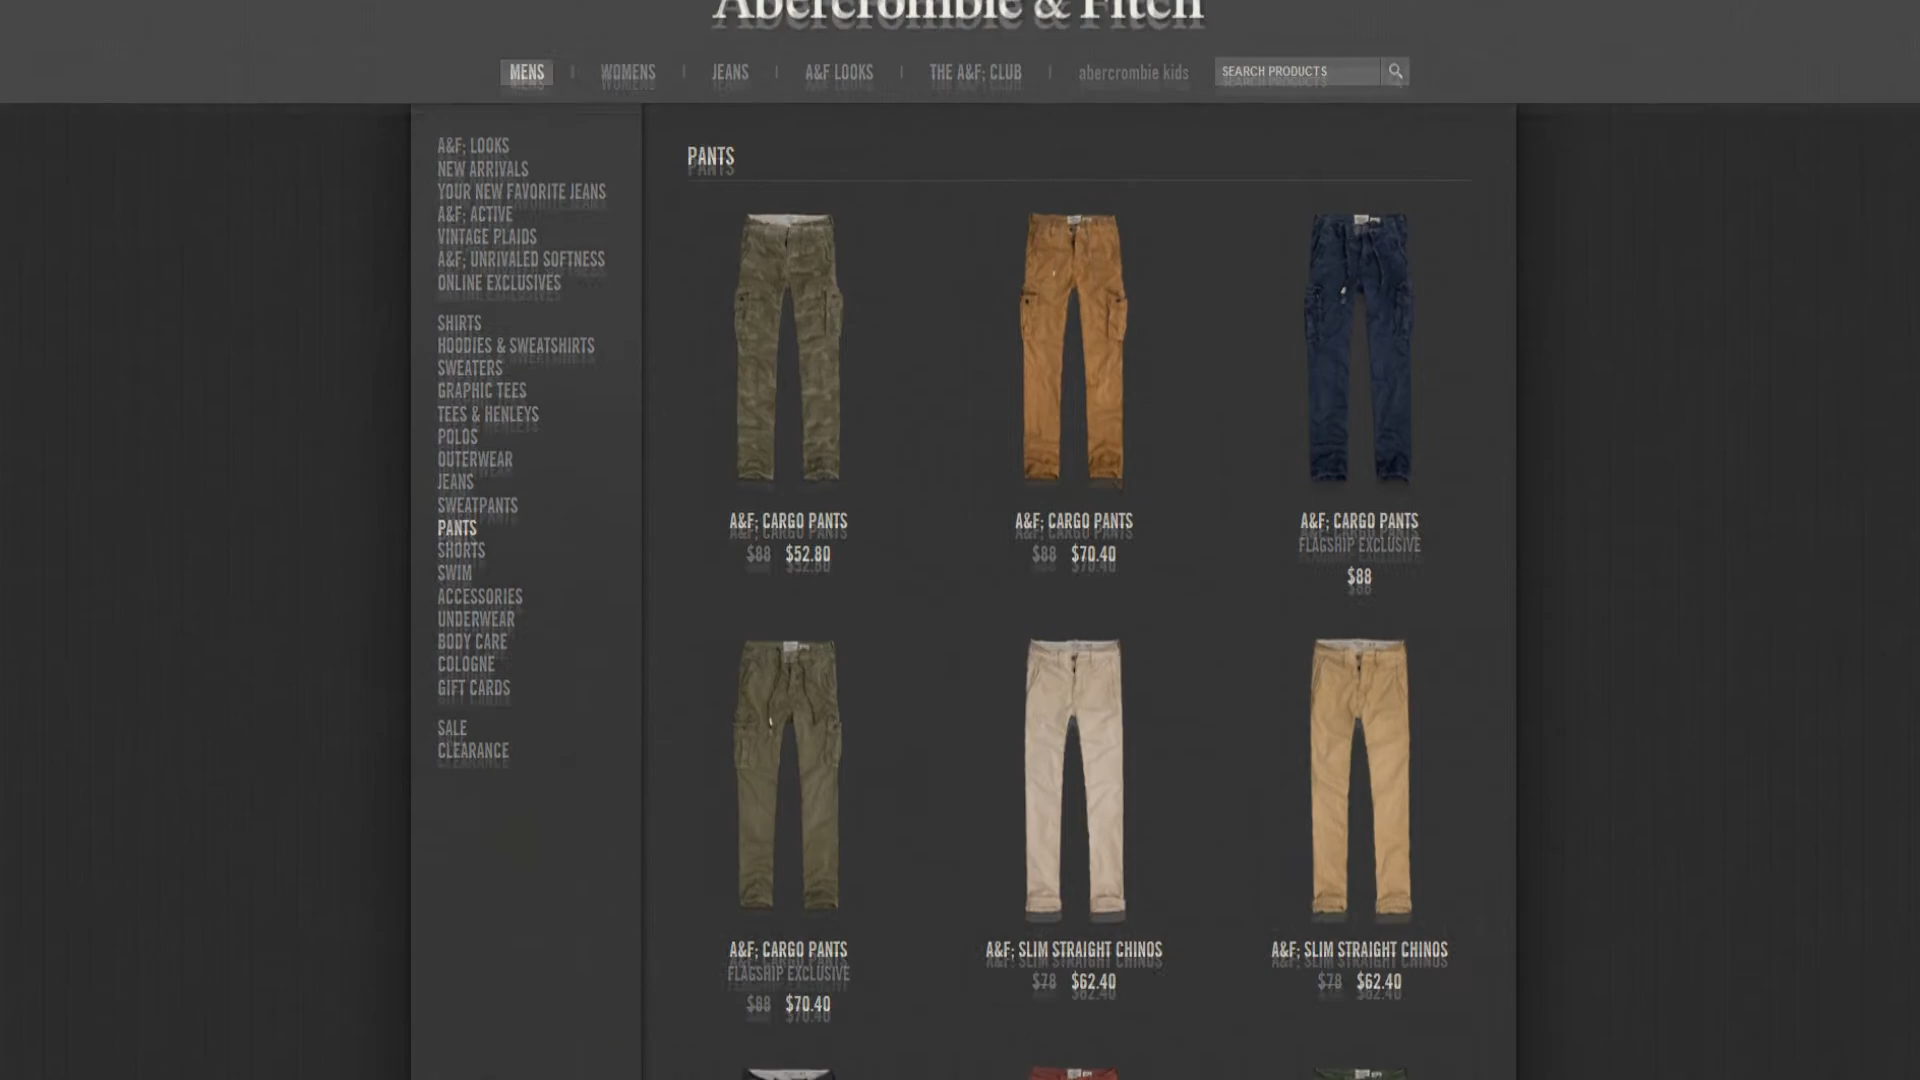 Abercrombie & Fitch
MENS
WOMENS
JEANS
A&F LOOKS
THE A&F; CLUB
abercrombie kids
SEARCH PRODUCTS
A&F; LOOKS
NEW ARRIVALS
YOUR NEW FAVORITE JEANS
A&F; ACTIVE
VINTAGE PLAIDS
A&F; UNRIVALED SOFTNESS
ONLINE EXCLUSIVES
SHIRTS
HOODIES & SWEATSHIRTS
SWEATERS
GRAPHIC TEES
TEES & HENLEYS
POLOS
OUTERWEAR
JEANS
SWEATPANTS
PANTS
SHORTS
SWIM
ACCESSORIES
UNDERWEAR
BODY CARE
COLOGNE
GIFT CARDS
SALE
CLEARANCE
PANTS
A&F; CARGO PANTS
$88 $52.80
A&F; CARGO PANTS
$88 $70.40
A&F; CARGO PANTS
FLAGSHIP EXCLUSIVE
$88
A&F; CARGO PANTS
FLAGSHIP EXCLUSIVE
$88 $70.40
A&F; SLIM STRAIGHT CHINOS
$78 $62.40
A&F; SLIM STRAIGHT CHINOS
$78 $62.40